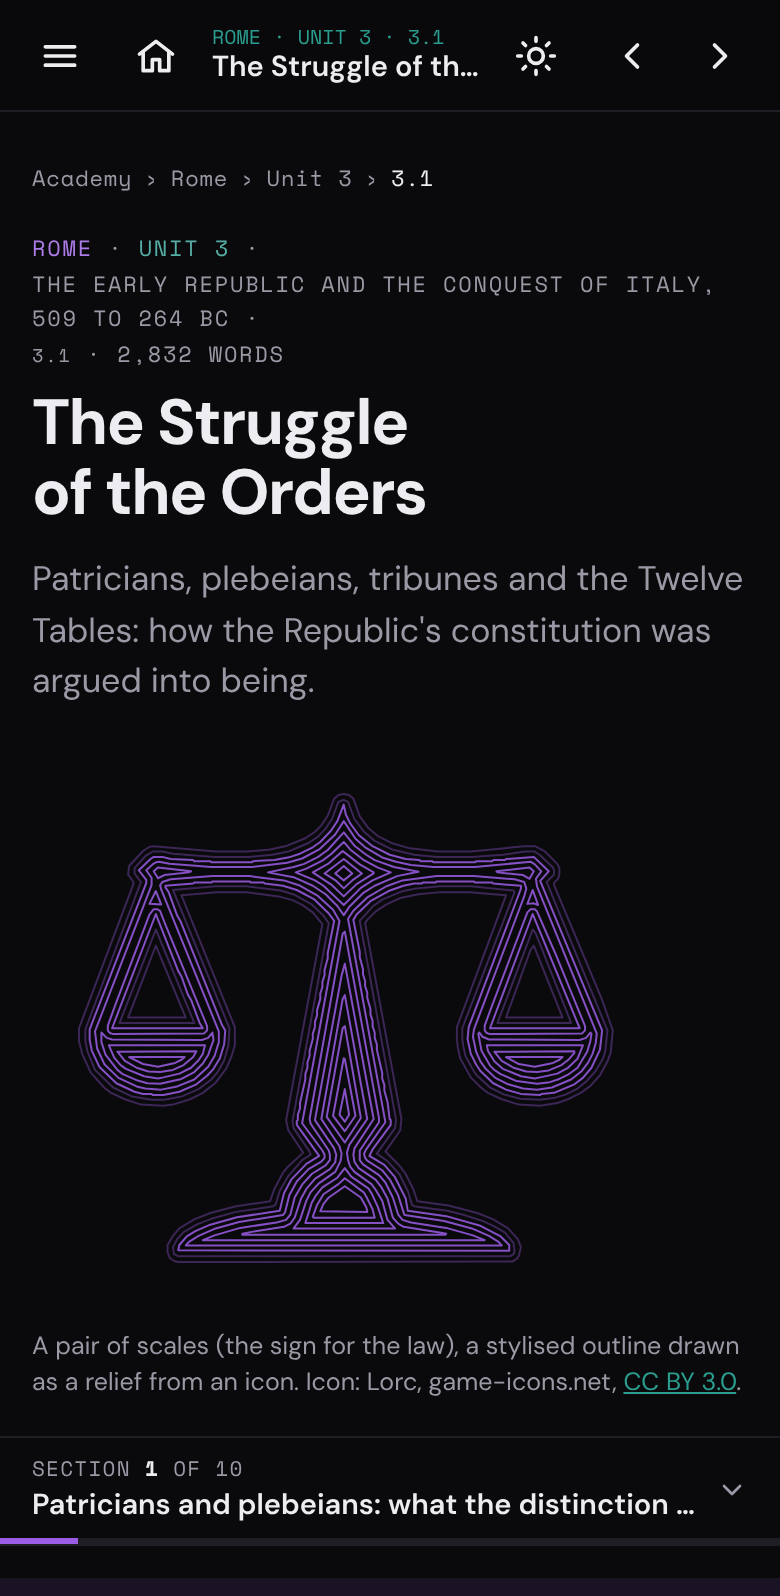 ROME · UNIT 3 · 3.1
The Struggle of th...
Academy › Rome › Unit 3 › 3.1
ROME · UNIT 3 ·
THE EARLY REPUBLIC AND THE CONQUEST OF ITALY,
509 TO 264 BC ·
3.1 · 2,832 WORDS
The Struggle
of the Orders
Patricians, plebeians, tribunes and the Twelve
Tables: how the Republic's constitution was
argued into being.
A pair of scales (the sign for the law), a stylised outline drawn
as a relief from an icon. Icon: Lorc, game-icons.net, CC BY 3.0.
SECTION 1 OF 10
Patricians and plebeians: what the distinction ...